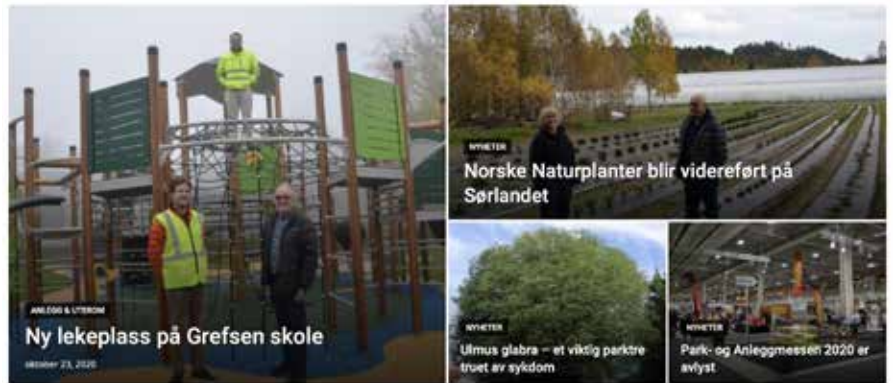 ANLEGG & UTEROM
Ny lekeplass på Grefsen skole
oktober 23, 2020
NYHETER
Norske Naturplanter blir videreført på
Sørlandet
NYHETER
Ulmus glabra – et viktig parktre
truet av sykdom
NYHETER
Park- og Anleggmessen 2020 er
avlyst